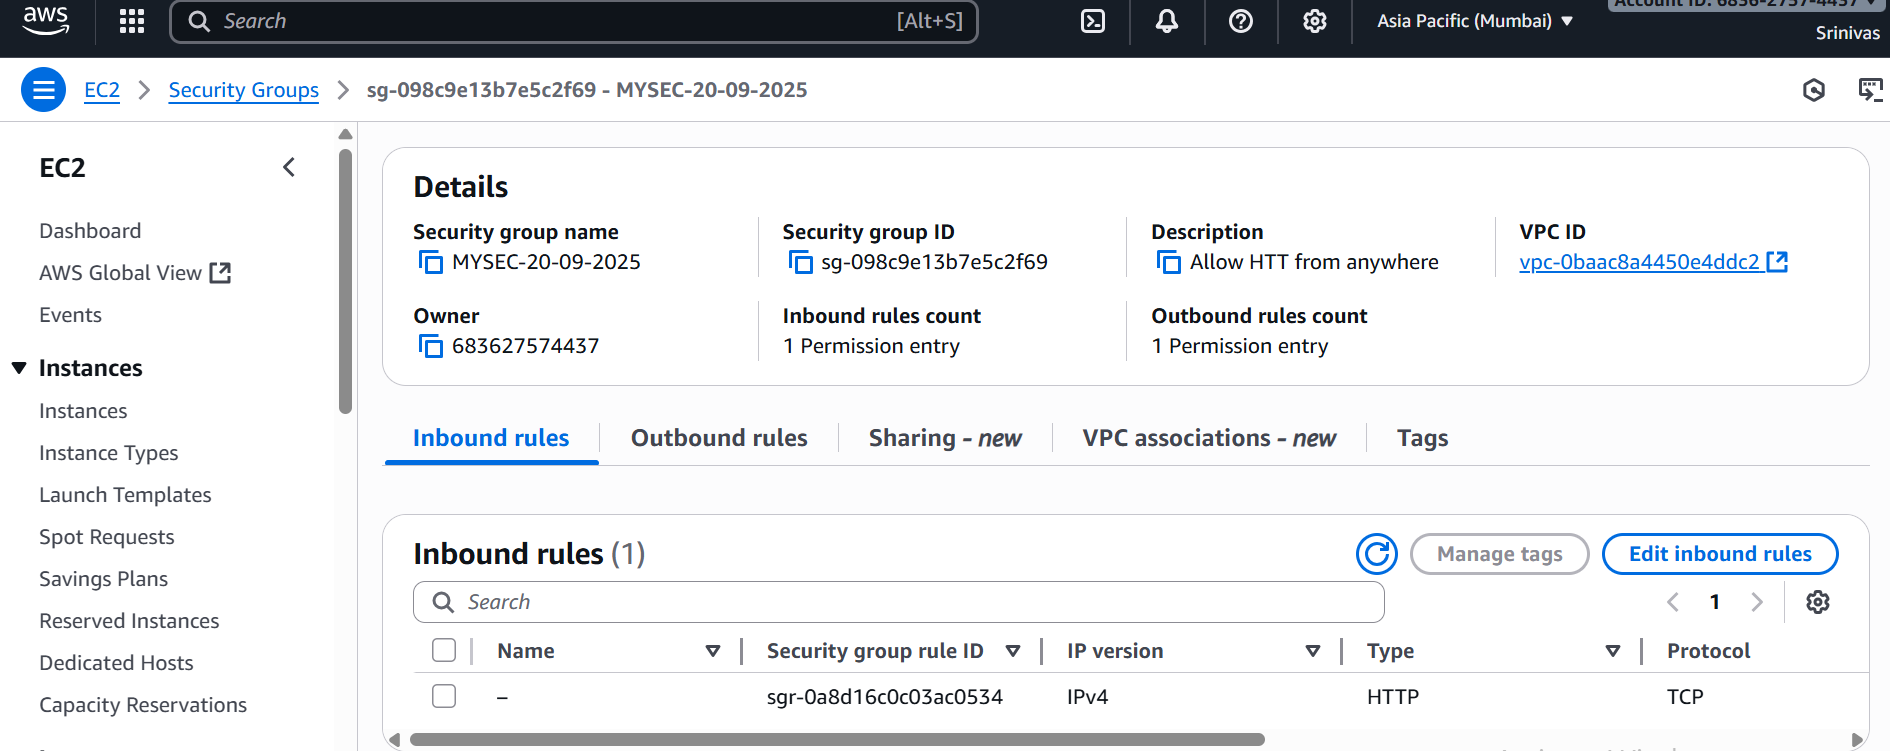 aws
Search
[Alt+S]
Asia Pacific (Mumbai)
Account ID: 6836-2757-4437
Srinivas
EC2
Security Groups
sg-098c9e13b7e5c2f69 - MYSEC-20-09-2025
EC2
Dashboard
AWS Global View
Events
Instances
Instances
Instance Types
Launch Templates
Spot Requests
Savings Plans
Reserved Instances
Dedicated Hosts
Capacity Reservations
Details
Security group name
MYSEC-20-09-2025
Security group ID
sg-098c9e13b7e5c2f69
Description
Allow HTT from anywhere
VPC ID
vpc-0baac8a4450e4ddc2
Owner
683627574437
Inbound rules count
1 Permission entry
Outbound rules count
1 Permission entry
Inbound rules
Outbound rules
Sharing - new
VPC associations - new
Tags
Inbound rules (1)
Manage tags
Edit inbound rules
Search
1
Name
Security group rule ID
IP version
Type
Protocol
–
sgr-0a8d16c0c03ac0534
IPv4
HTTP
TCP